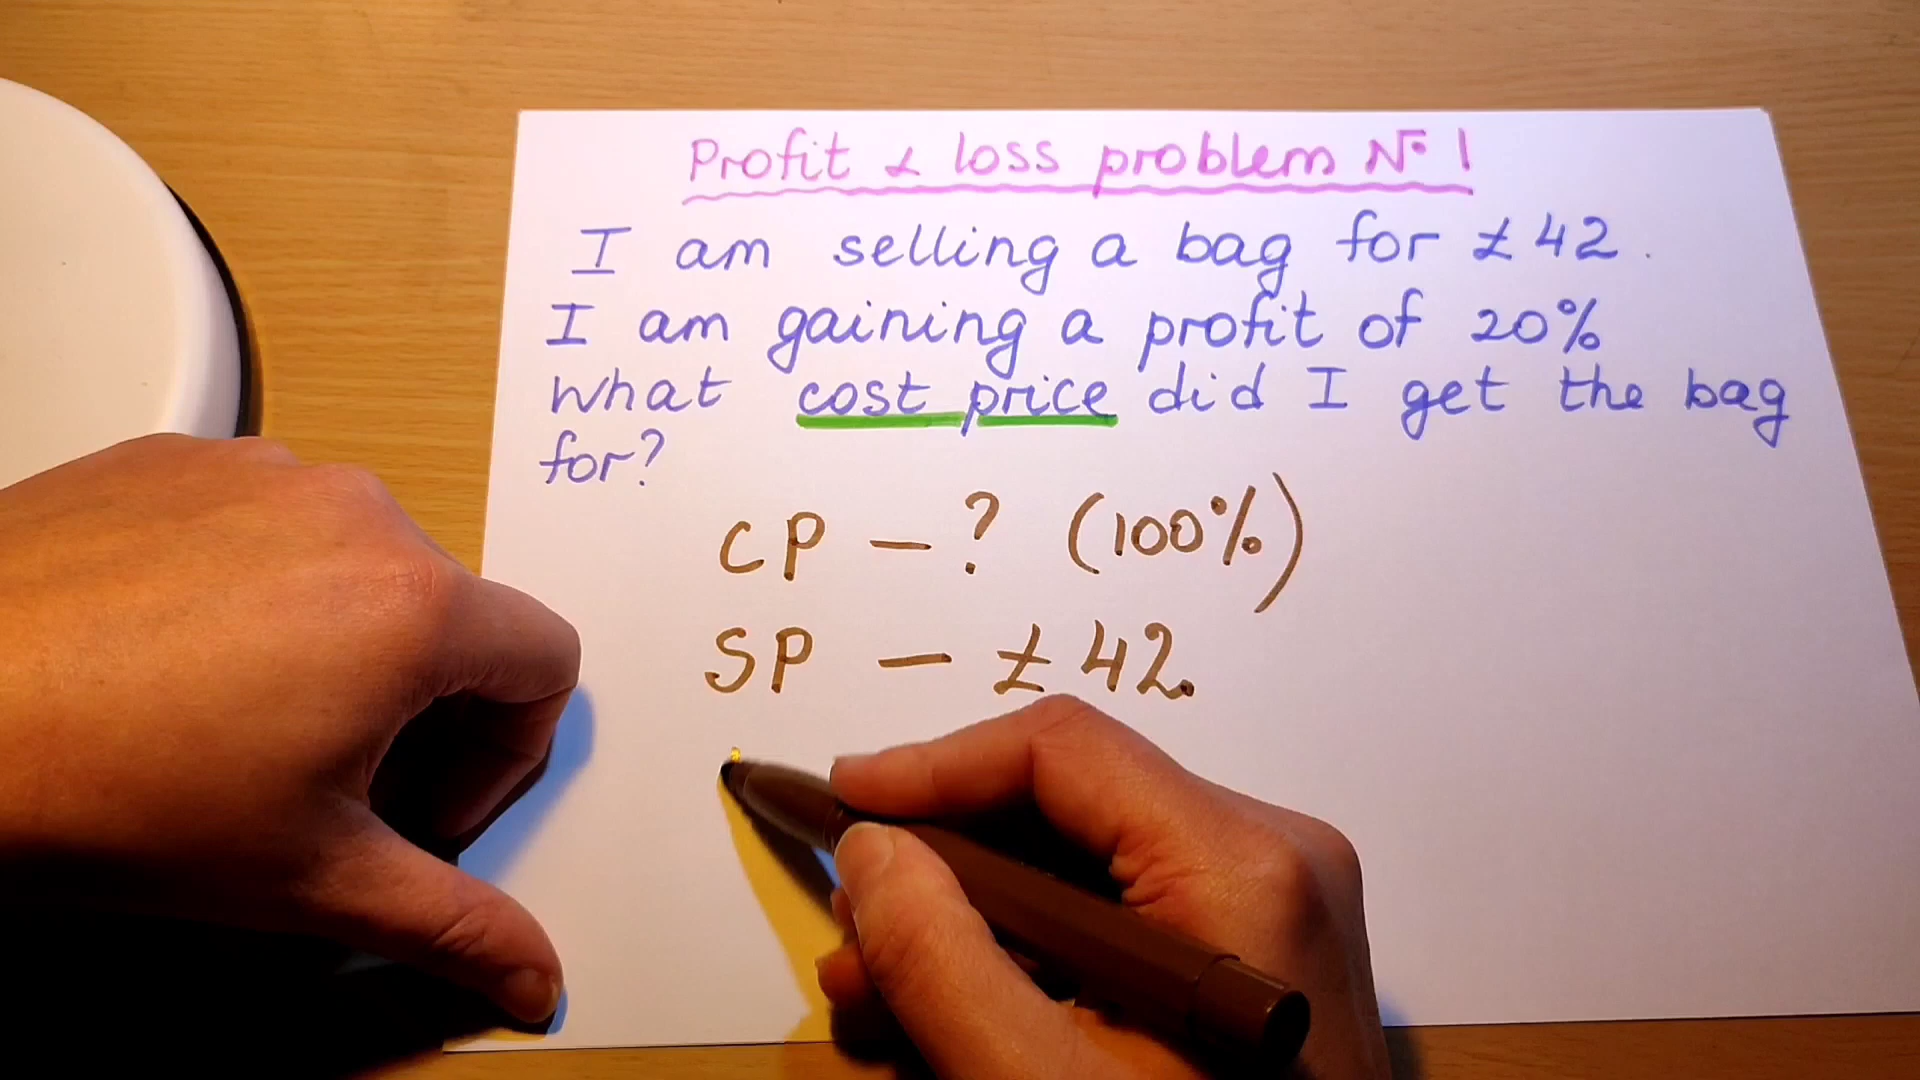 Profit & loss problem № 1
I am selling a bag for £42.
I am gaining a profit of 20%
What cost price did I get the bag
for?
CP – ? (100%)
SP – £42.